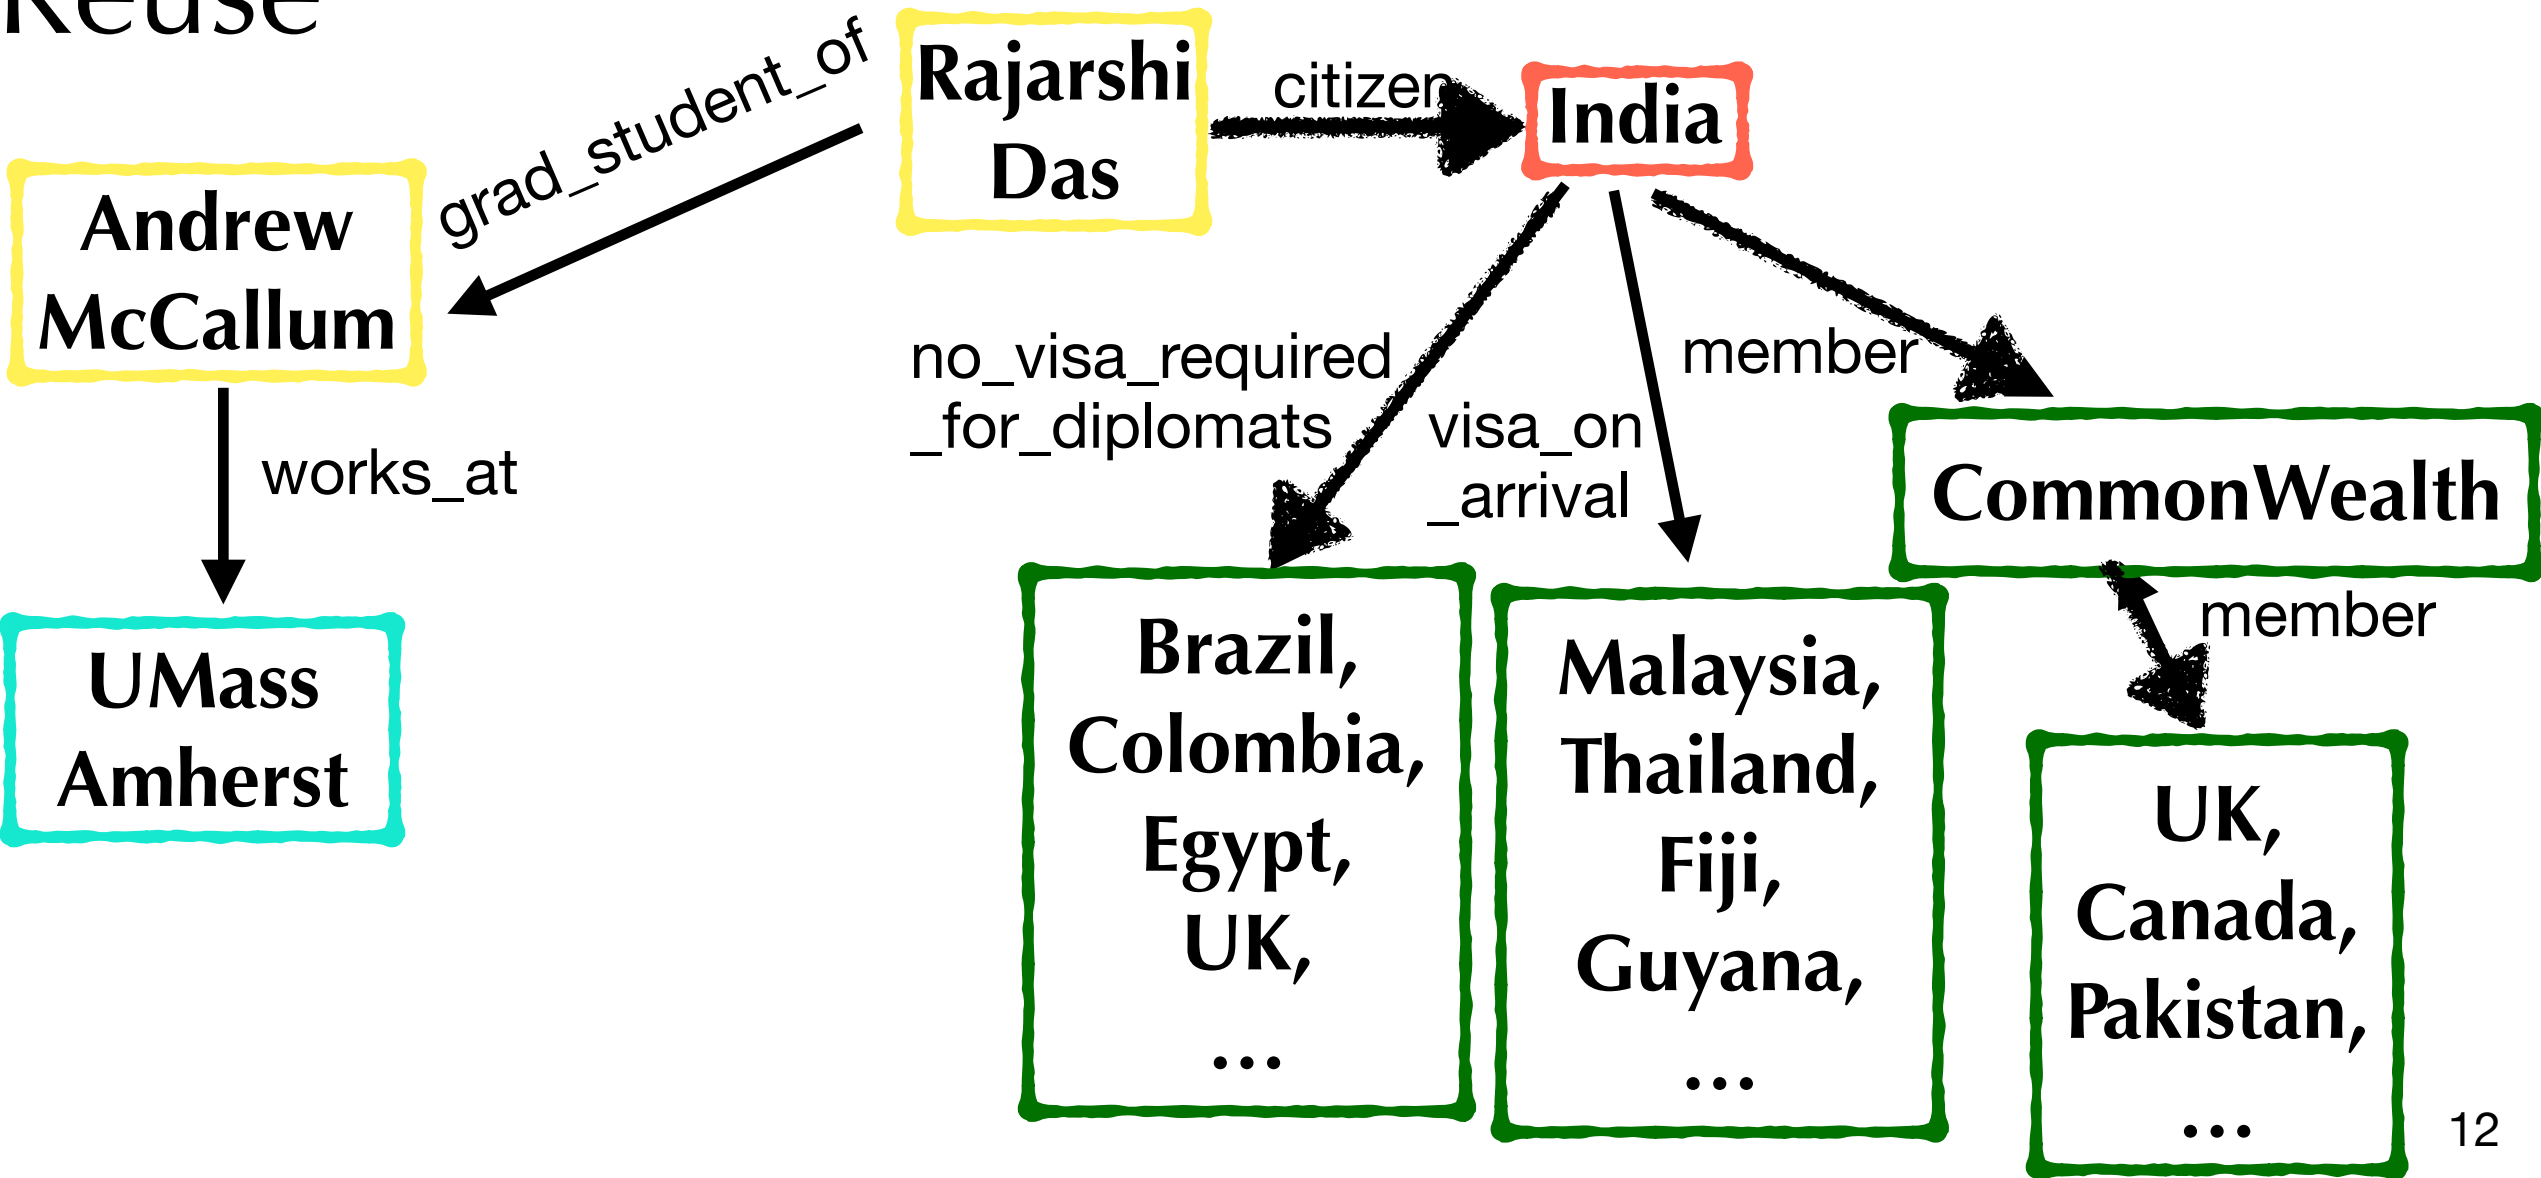 Reuse
grad_student_of
Rajarshi
Das
citizen
India
Andrew
McCallum
works_at
UMass
Amherst
no_visa_required
_for_diplomats
visa_on
_arrival
member
CommonWealth
member
Brazil,
Colombia,
Egypt,
UK,
...
Malaysia,
Thailand,
Fiji,
Guyana,
...
UK,
Canada,
Pakistan,
...
12